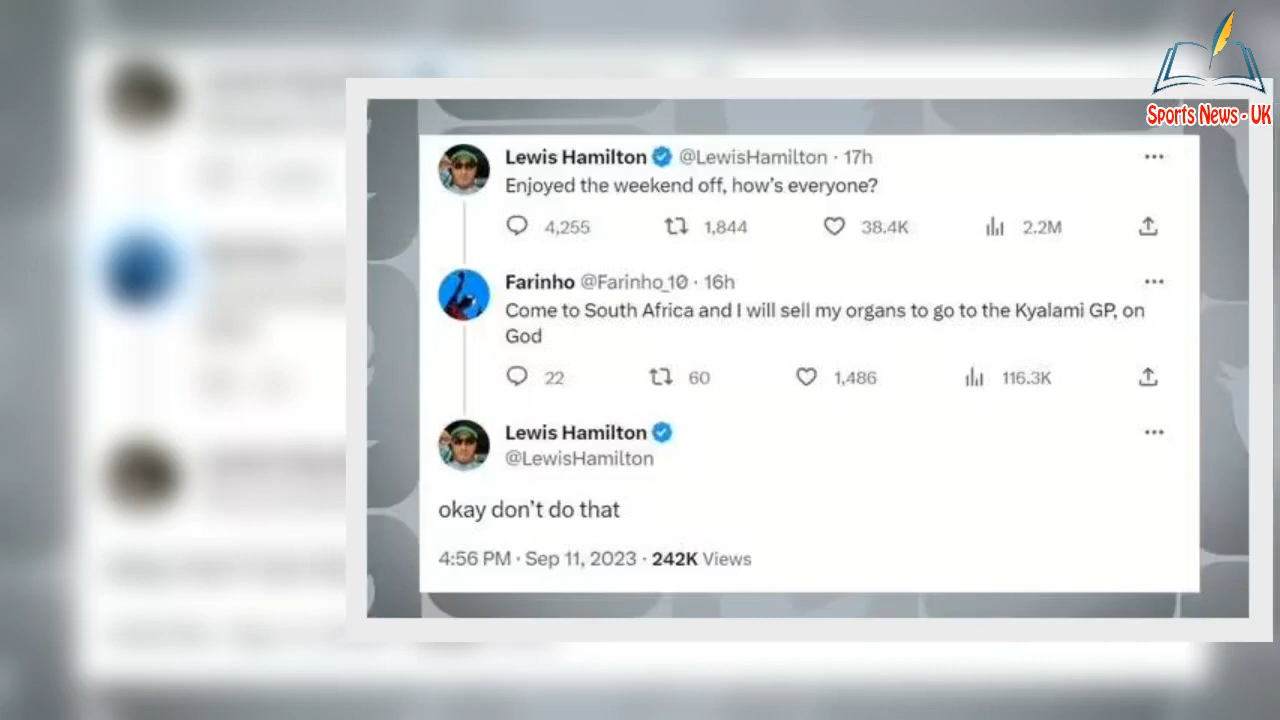 Sports News - UK
Lewis Hamilton @LewisHamilton · 17h
Enjoyed the weekend off, how's everyone?
4,255 1,844 38.4K 2.2M
Farinho @Farinho_10 · 16h
Come to South Africa and I will sell my organs to go to the Kyalami GP, on
God
22 60 1,486 116.3K
Lewis Hamilton
@LewisHamilton
okay don't do that
4:56 PM · Sep 11, 2023 · 242K Views